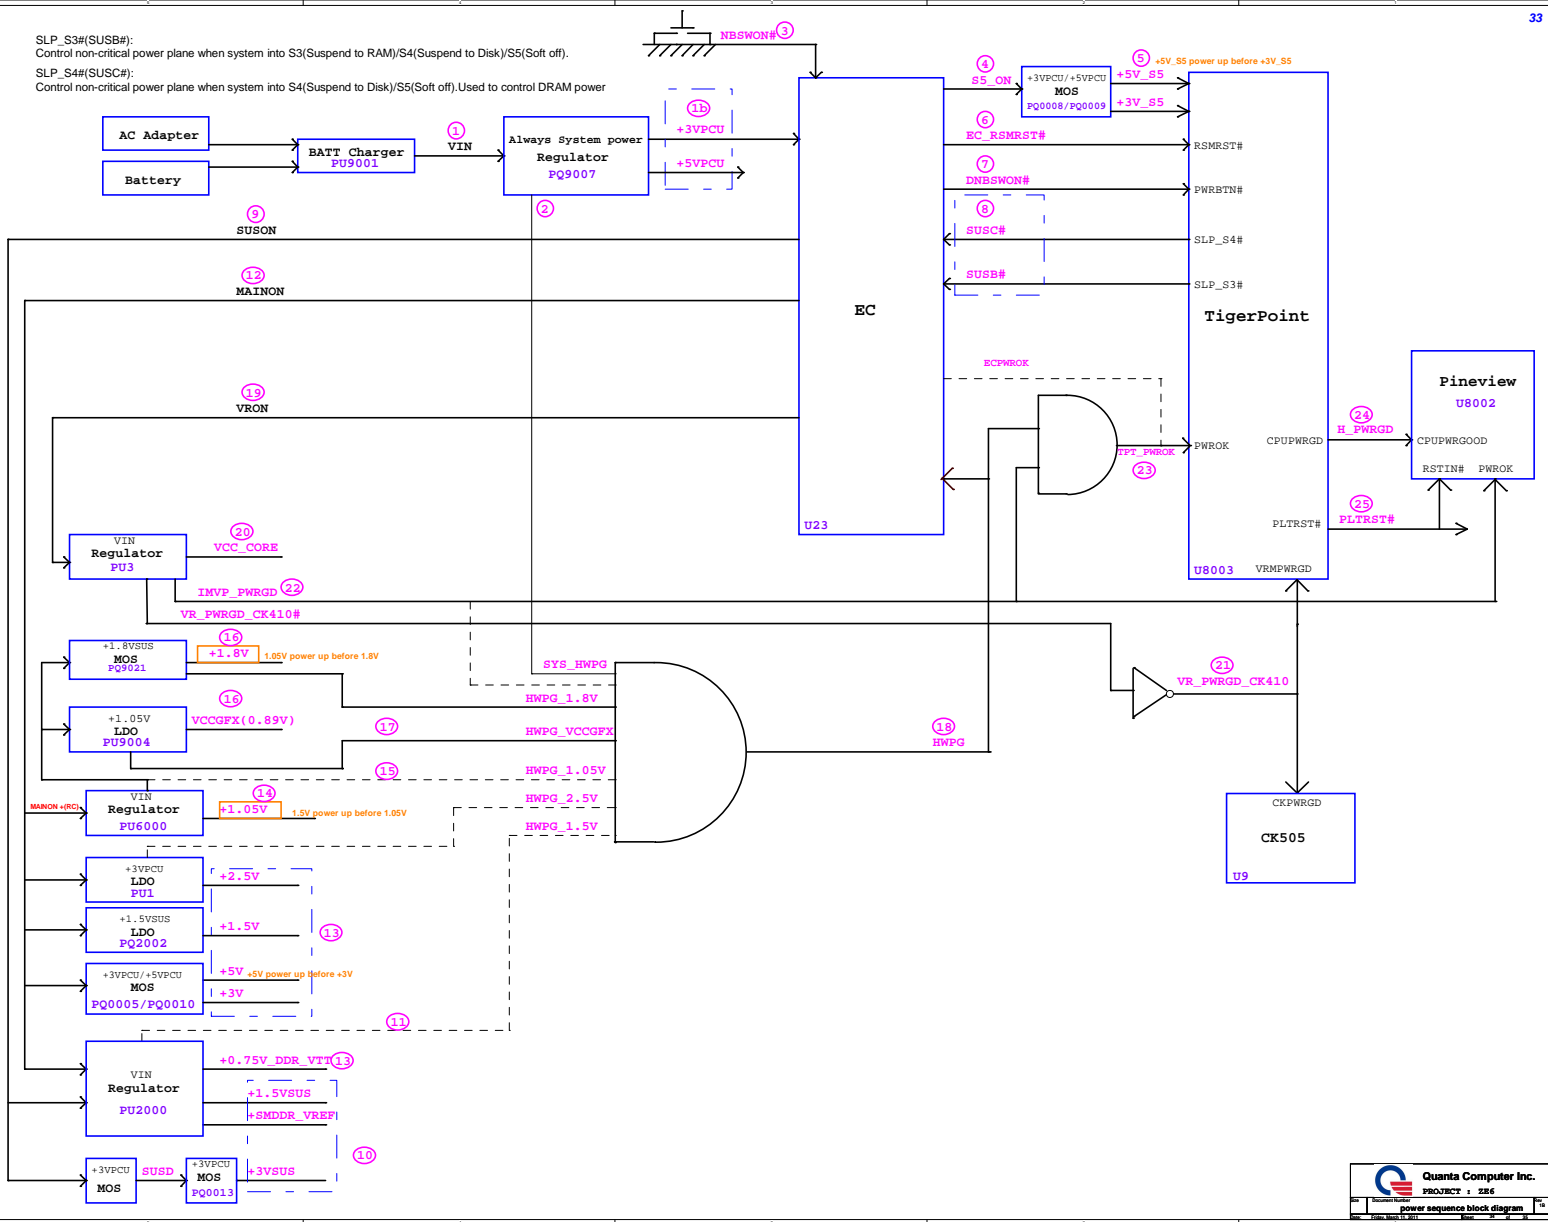 33
SLP_S3#(SUSB#):
Control non-critical power plane when system into S3(Suspend to RAM)/S4(Suspend to Disk)/S5(Soft off).
SLP_S4#(SUSC#):
Control non-critical power plane when system into S4(Suspend to Disk)/S5(Soft off).Used to control DRAM power
NBSWON# 3
AC Adapter
Battery
BATT Charger
PU9001
1
VIN
Always System power
Regulator
PQ9007
1b
+3VPCU
+5VPCU
2
4
S5_ON
+3VPCU/+5VPCU
MOS
PQ0008/PQ0009
5 +5V_S5 power up before +3V_S5
+5V_S5
+3V_S5
6
EC_RSMRST#
RSMRST#
7
DNBSWON#
PWRBTN#
8
SUSC#
SLP_S4#
SUSB#
SLP_S3#
9
SUSON
12
MAINON
EC
U23
TigerPoint
U8003
ECPWROK
19
VRON
TPT_PWROK
23
PWROK
CPUPWRGD
24
H_PWRGD
Pineview
U8002
CPUPWRGOOD
RSTIN# PWROK
25
PLTRST#
PLTRST#
VRMPWRGD
VIN
Regulator
PU3
20
VCC_CORE
IMVP_PWRGD 22
VR_PWRGD_CK410#
+1.8VSUS
MOS
PQ9021
16
+1.8V
1.05V power up before 1.8V
+1.05V
LDO
PU9004
16
VCCGFX(0.89V)
17
15
SYS_HWPG
HWPG_1.8V
HWPG_VCCGFX
HWPG_1.05V
HWPG_2.5V
HWPG_1.5V
18
HWPG
21
VR_PWRGD_CK410
CKPWRGD
CK505
U9
MAINON +(RC)
VIN
Regulator
PU6000
14
+1.05V
1.5V power up before 1.05V
+3VPCU
LDO
PU1
+2.5V
+1.5VSUS
LDO
PQ2002
+1.5V
13
+3VPCU/+5VPCU
MOS
PQ0005/PQ0010
+5V +5V power up before +3V
+3V
11
VIN
Regulator
PU2000
+0.75V_DDR_VTT 13
+1.5VSUS
+SMDDR_VREF
10
+3VPCU
MOS
SUSD
+3VPCU
MOS
PQ0013
+3VSUS
Quanta Computer Inc.
PROJECT : ZE6
Size Document Number Rev
power sequence block diagram 1B
Date: Friday, March 11, 2011 Sheet of